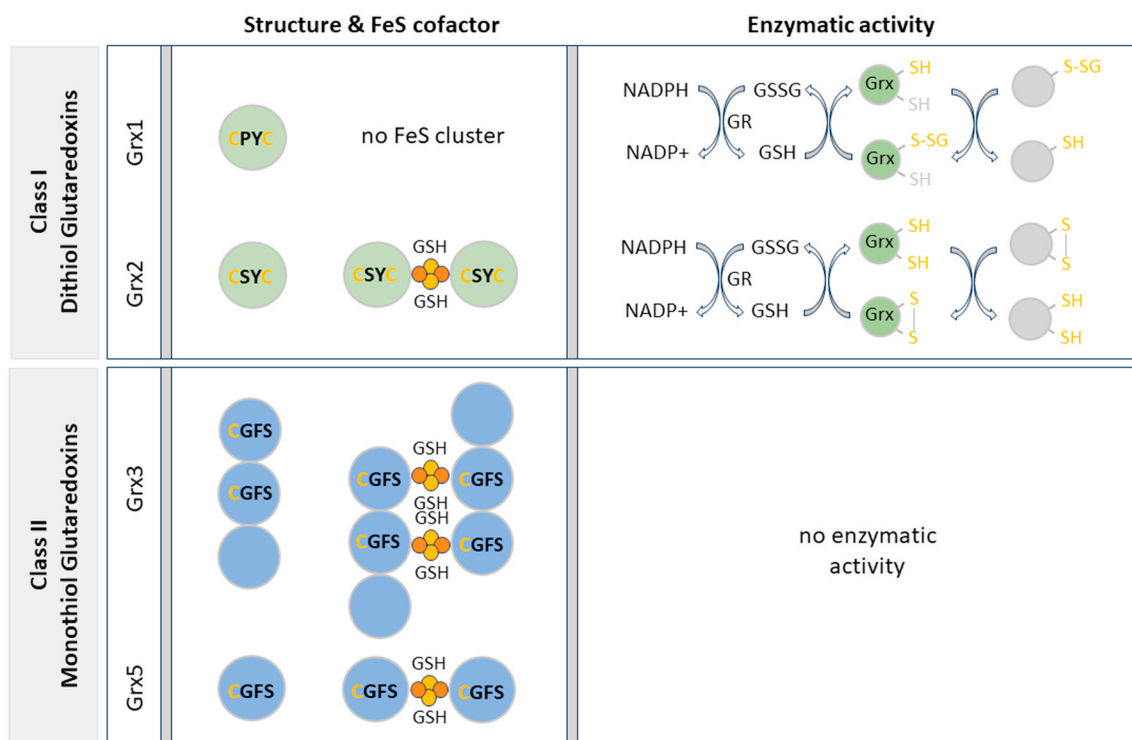 Structure & FeS cofactor
Enzymatic activity
Class I
Dithiol Glutaredoxins
Grx1
CPYC
no FeS cluster
NADPH
GSSG
GR
NADP+
GSH
Grx
SH
SH
Grx
S-SG
SH
S-SG
SH
Grx2
CSYC
GSH
CSYC
CSYC
GSH
NADPH
GSSG
GR
NADP+
GSH
Grx
SH
SH
Grx
S
S
S
S
SH
SH
Class II
Monothiol Glutaredoxins
Grx3
CGFS
CGFS
GSH
CGFS
CGFS
GSH
GSH
CGFS
CGFS
GSH
no enzymatic
activity
Grx5
CGFS
GSH
CGFS
CGFS
GSH